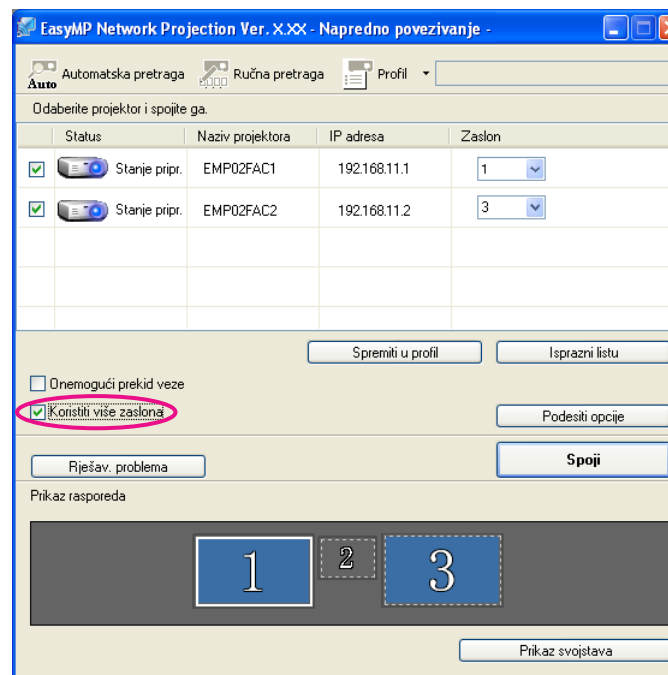 EasyMP Network Projection Ver. X.XX - Napredno povezivanje -
Auto Automatska pretraga Ručna pretraga Profil
Odaberite projektor i spojite ga.
Status Naziv projektora IP adresa Zaslon
Stanje pripr. EMP02FAC1 192.168.11.1 1
Stanje pripr. EMP02FAC2 192.168.11.2 3
Spremiti u profil Isprazni listu
Onemogući prekid veze
Koristiti više zaslona Podesiti opcije
Rješav. problema Spoji
Prikaz rasporeda
1 2 3
Prikaz svojstava